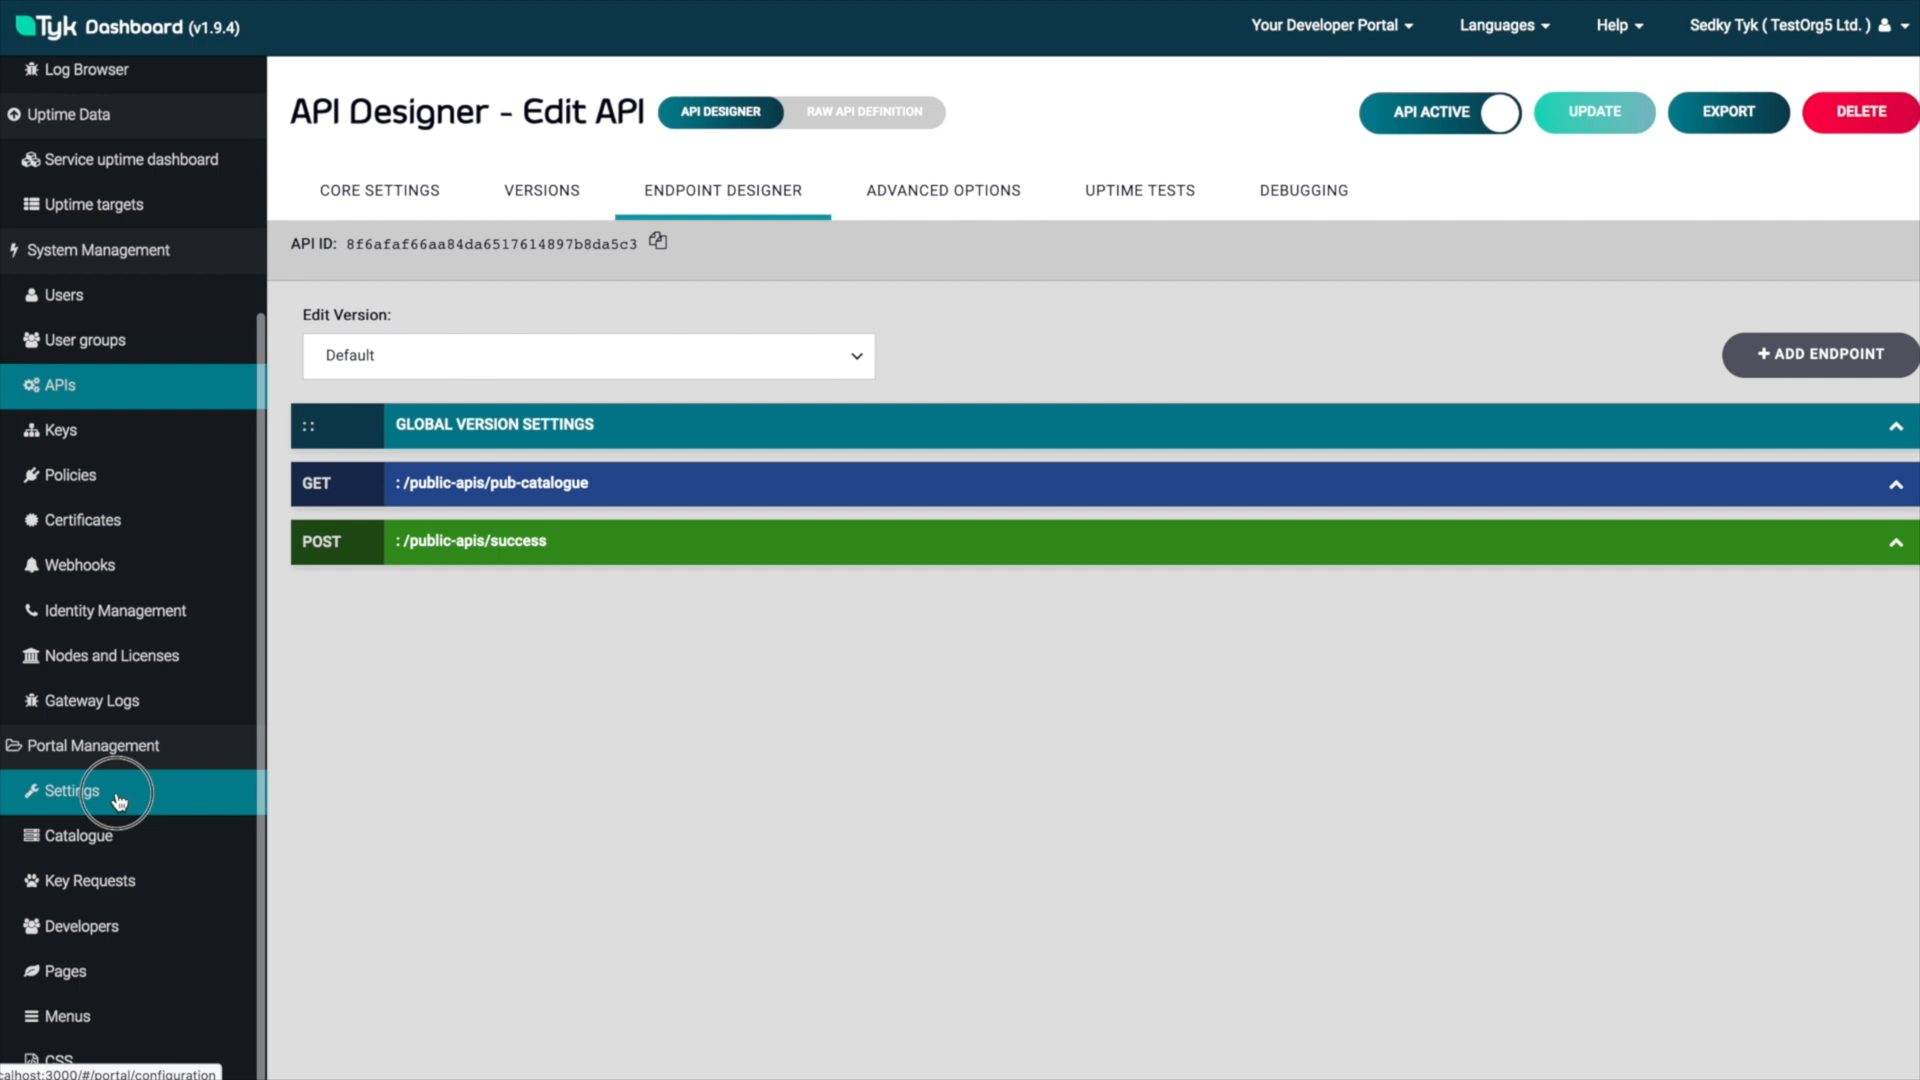 Tyk Dashboard (v1.9.4)
Your Developer Portal
Languages
Help
Sedky Tyk ( TestOrg5 Ltd. )
Log Browser
Uptime Data
Service uptime dashboard
Uptime targets
System Management
Users
User groups
APIs
Keys
Policies
Certificates
Webhooks
Identity Management
Nodes and Licenses
Gateway Logs
Portal Management
Settings
Catalogue
Key Requests
Developers
Pages
Menus
CSS
calhost:3000/#/portal/configuration
API Designer - Edit API
API DESIGNER
RAW API DEFINITION
API ACTIVE
UPDATE
EXPORT
DELETE
CORE SETTINGS
VERSIONS
ENDPOINT DESIGNER
ADVANCED OPTIONS
UPTIME TESTS
DEBUGGING
API ID: 8f6afaf66aa84da6517614897b8da5c3
Edit Version:
Default
+ ADD ENDPOINT
:: GLOBAL VERSION SETTINGS
GET : /public-apis/pub-catalogue
POST : /public-apis/success